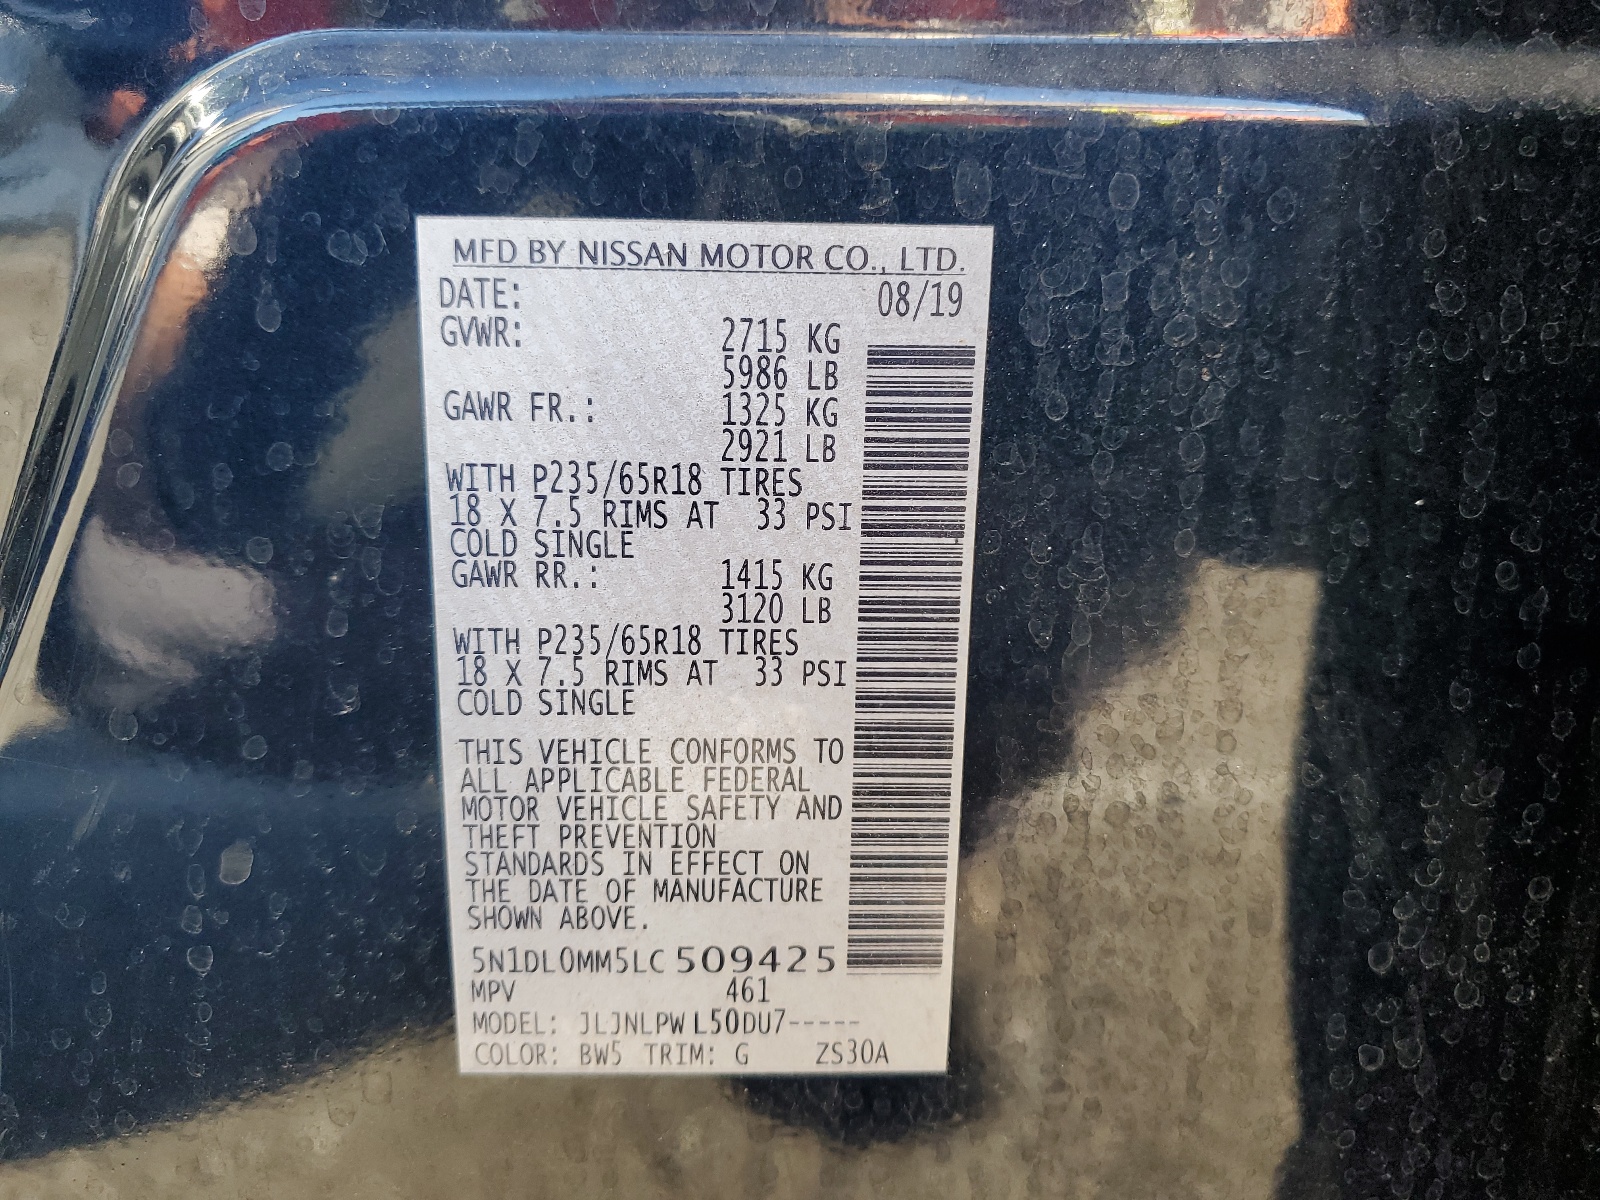 MFD BY NISSAN MOTOR CO., LTD.
DATE: 08/19
GVWR: 2715 KG
5986 LB
GAWR FR.: 1325 KG
2921 LB
WITH P235/65R18 TIRES
18 X 7.5 RIMS AT 33 PSI
COLD SINGLE
GAWR RR.: 1415 KG
3120 LB
WITH P235/65R18 TIRES
18 X 7.5 RIMS AT 33 PSI
COLD SINGLE
THIS VEHICLE CONFORMS TO
ALL APPLICABLE FEDERAL
MOTOR VEHICLE SAFETY AND
THEFT PREVENTION
STANDARDS IN EFFECT ON
THE DATE OF MANUFACTURE
SHOWN ABOVE.
5N1DL0MM5LC509425
MPV 461
MODEL: JLJNLPW L50DU7-----
COLOR: BW5 TRIM: G ZS30A